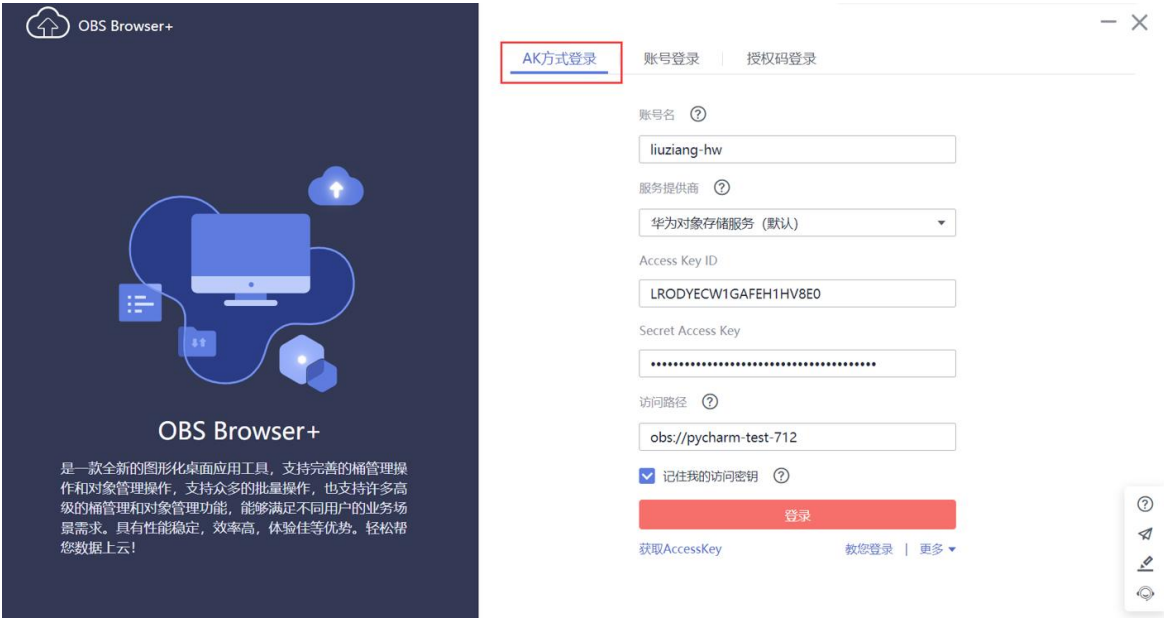 OBS Browser+
AK方式登录
账号登录
授权码登录
账号名
liuziang-hw
服务提供商
华为对象存储服务（默认）
Access Key ID
LRODYECW1GAFEH1HV8E0
Secret Access Key
访问路径
obs://pycharm-test-712
记住我的访问密钥
登录
获取AccessKey
教您登录 | 更多
OBS Browser+
是一款全新的图形化桌面应用工具，支持完善的桶管理操
作和对象管理操作，支持众多的批量操作，也支持许多高
级的桶管理和对象管理功能，能够满足不同用户的业务场
景需求。具有性能稳定，效率高，体验佳等优势。轻松帮
您数据上云！